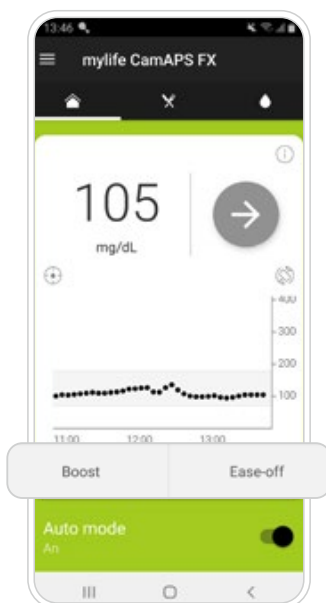 13:46
mylife CamAPS FX
105
mg/dL
400
300
200
100
11:00 12:00 13:00
Boost Ease-off
Auto mode
An